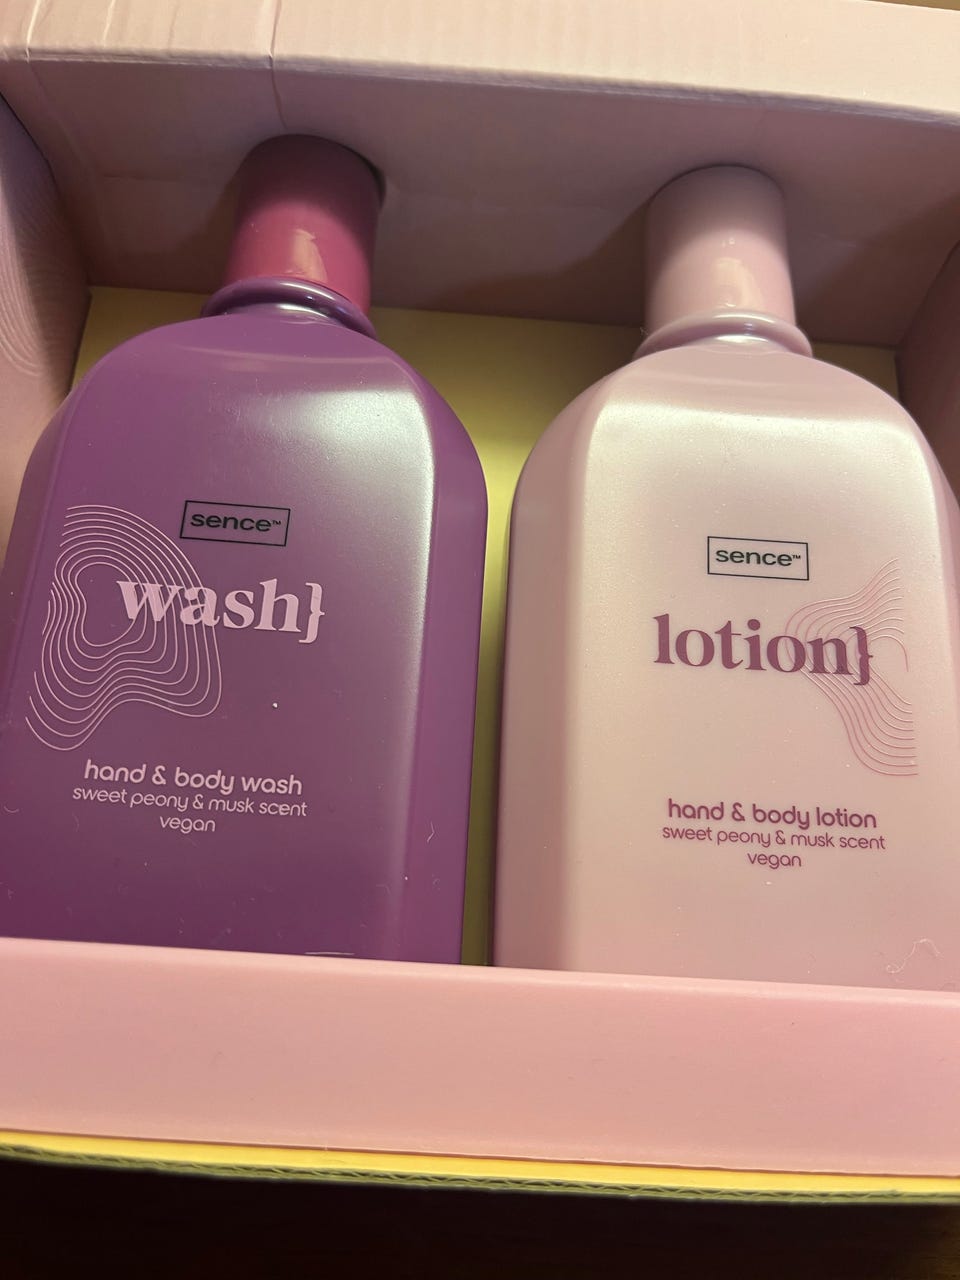 sence™
wash}
hand & body wash
sweet peony & musk scent
vegan
sence™
lotion}
hand & body lotion
sweet peony & musk scent
vegan